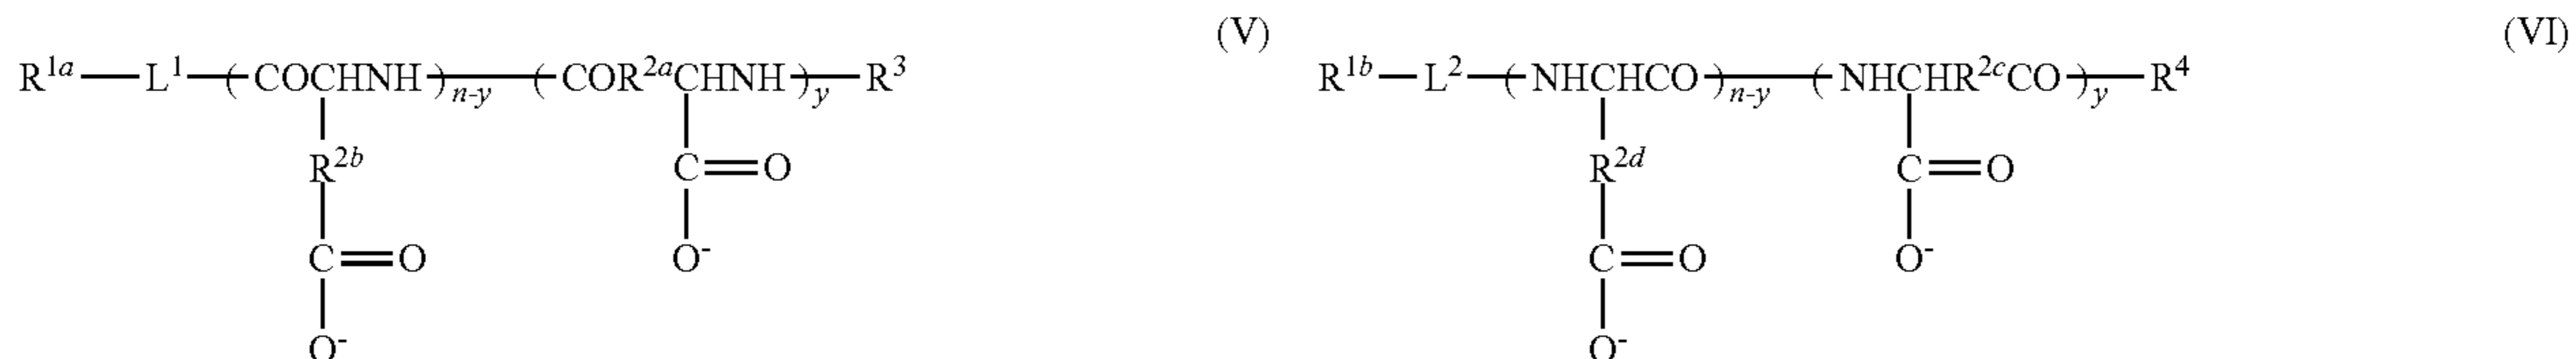 (V) (VI)
R1a—L1—( COCHNH )n-y—( COR2aCHNH )y—R3 R1b—L2—( NHCHCO )n-y—( NHCHR2cCO )y—R4
R2b C=O R2d C=O
C=O O- C=O O-
O- O-